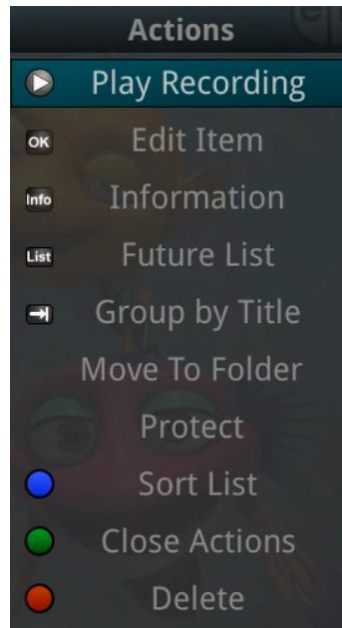 Actions
Play Recording
OK Edit Item
Info Information
List Future List
Group by Title
Move To Folder
Protect
Sort List
Close Actions
Delete